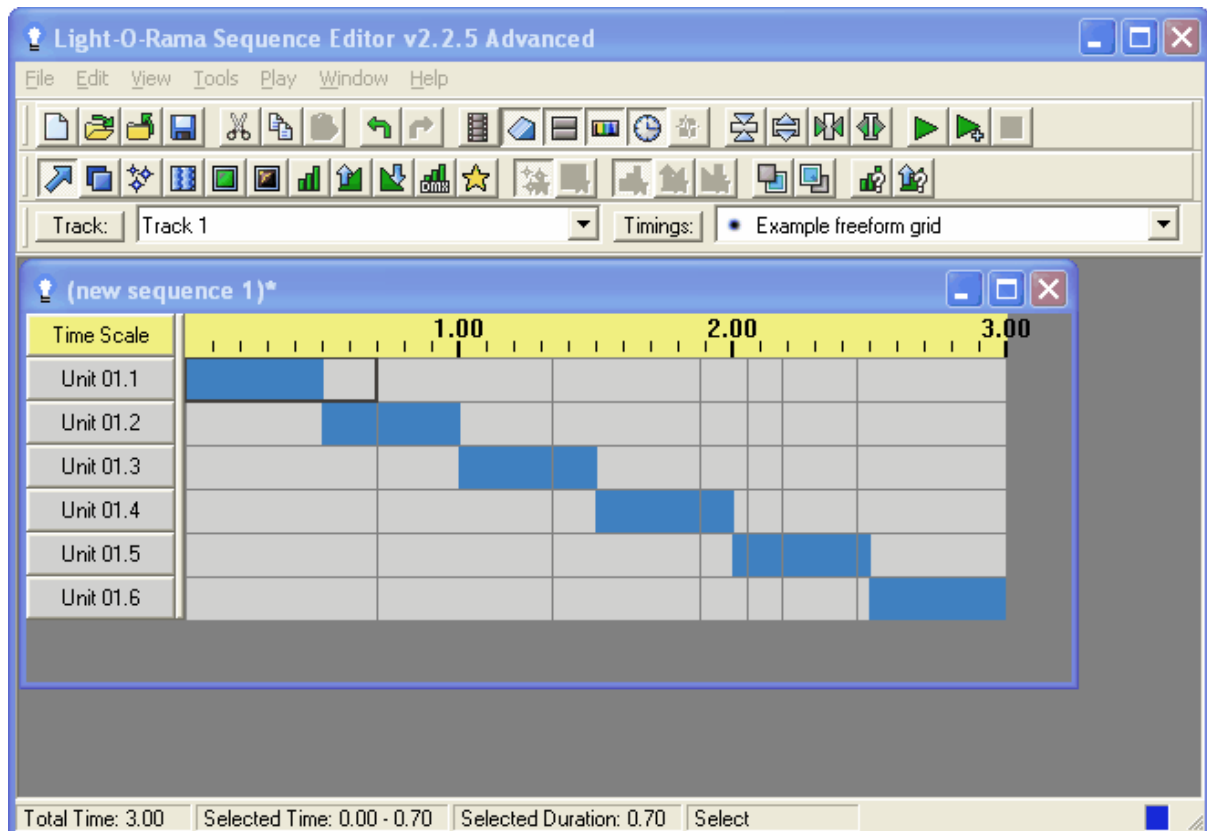 Light-O-Rama Sequence Editor v2.2.5 Advanced
File Edit View Tools Play Window Help
DMX
Track: Track 1 Timings: Example freeform grid
(new sequence 1)*
Time Scale 1.00 2.00 3.00
Unit 01.1
Unit 01.2
Unit 01.3
Unit 01.4
Unit 01.5
Unit 01.6
Total Time: 3.00 Selected Time: 0.00 - 0.70 Selected Duration: 0.70 Select